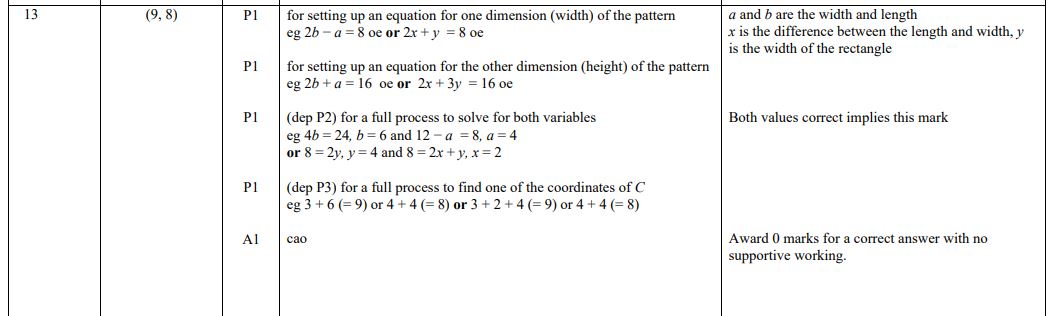 13
(9, 8)
P1
for setting up an equation for one dimension (width) of the pattern
eg 2b – a = 8 oe or 2x + y = 8 oe
a and b are the width and length
x is the difference between the length and width, y
is the width of the rectangle
P1
for setting up an equation for the other dimension (height) of the pattern
eg 2b + a = 16 oe or 2x + 3y = 16 oe
P1
(dep P2) for a full process to solve for both variables
eg 4b = 24, b = 6 and 12 – a = 8, a = 4
or 8 = 2y, y = 4 and 8 = 2x + y, x = 2
Both values correct implies this mark
P1
(dep P3) for a full process to find one of the coordinates of C
eg 3 + 6 (= 9) or 4 + 4 (= 8) or 3 + 2 + 4 (= 9) or 4 + 4 (= 8)
A1
cao
Award 0 marks for a correct answer with no
supportive working.